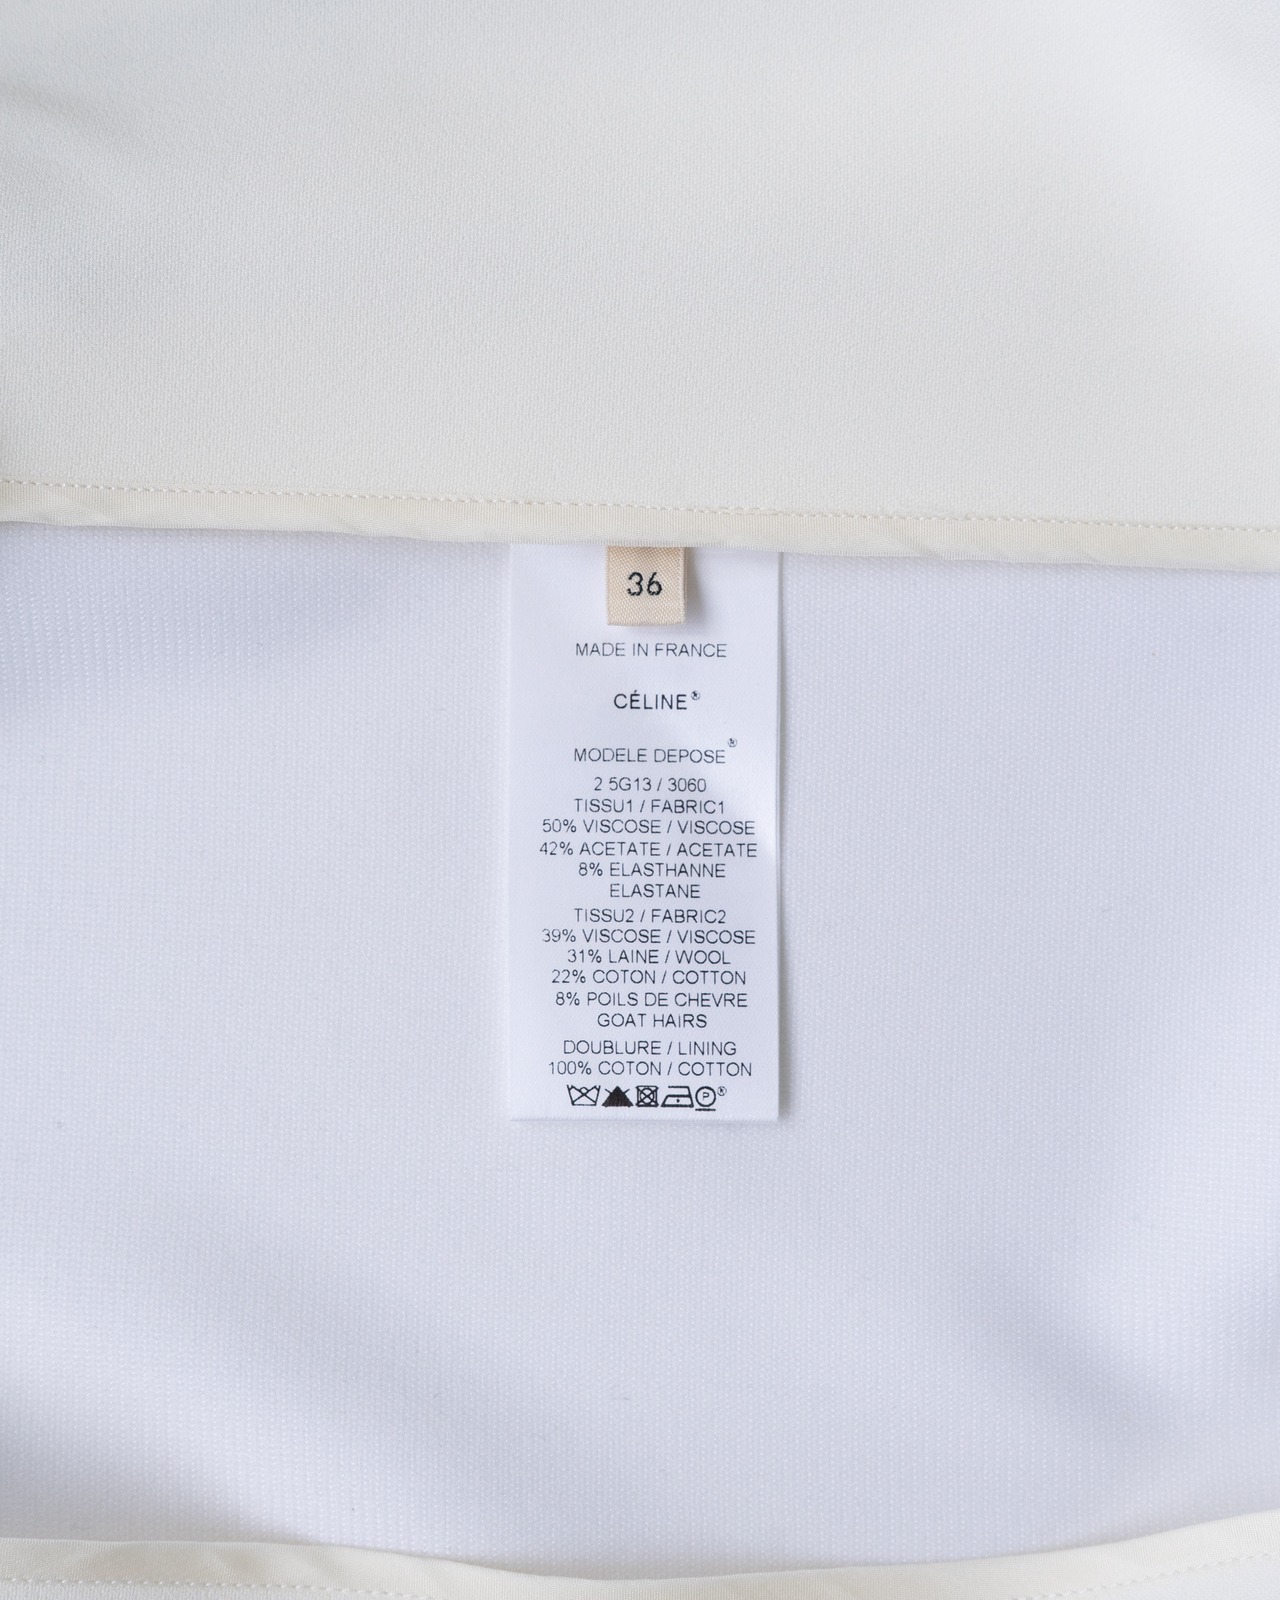 36
MADE IN FRANCE
CÉLINE®
MODELE DEPOSE®
2 5G13 / 3060
TISSU1 / FABRIC1
50% VISCOSE / VISCOSE
42% ACETATE / ACETATE
8% ELASTHANNE
ELASTANE
TISSU2 / FABRIC2
39% VISCOSE / VISCOSE
31% LAINE / WOOL
22% COTON / COTTON
8% POILS DE CHEVRE
GOAT HAIRS
DOUBLURE / LINING
100% COTON / COTTON
P®